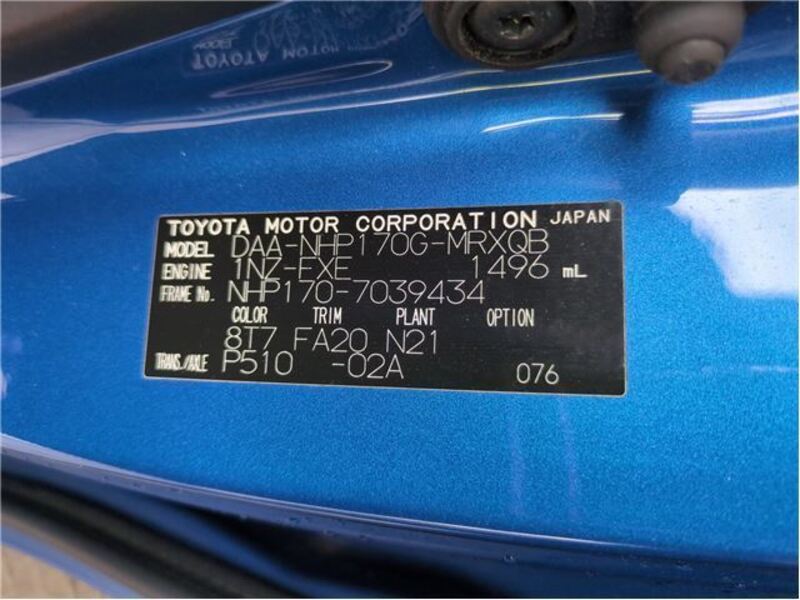 TOYOTA MOTOR CORPORATION JAPAN
MODEL DAA-NHP170G-MRXQB
ENGINE 1NZ-FXE 1496 mL
FRAME No. NHP170-7039434
COLOR TRIM PLANT OPTION
8T7 FA20 N21
TRANS./AXLE P510 -02A 076